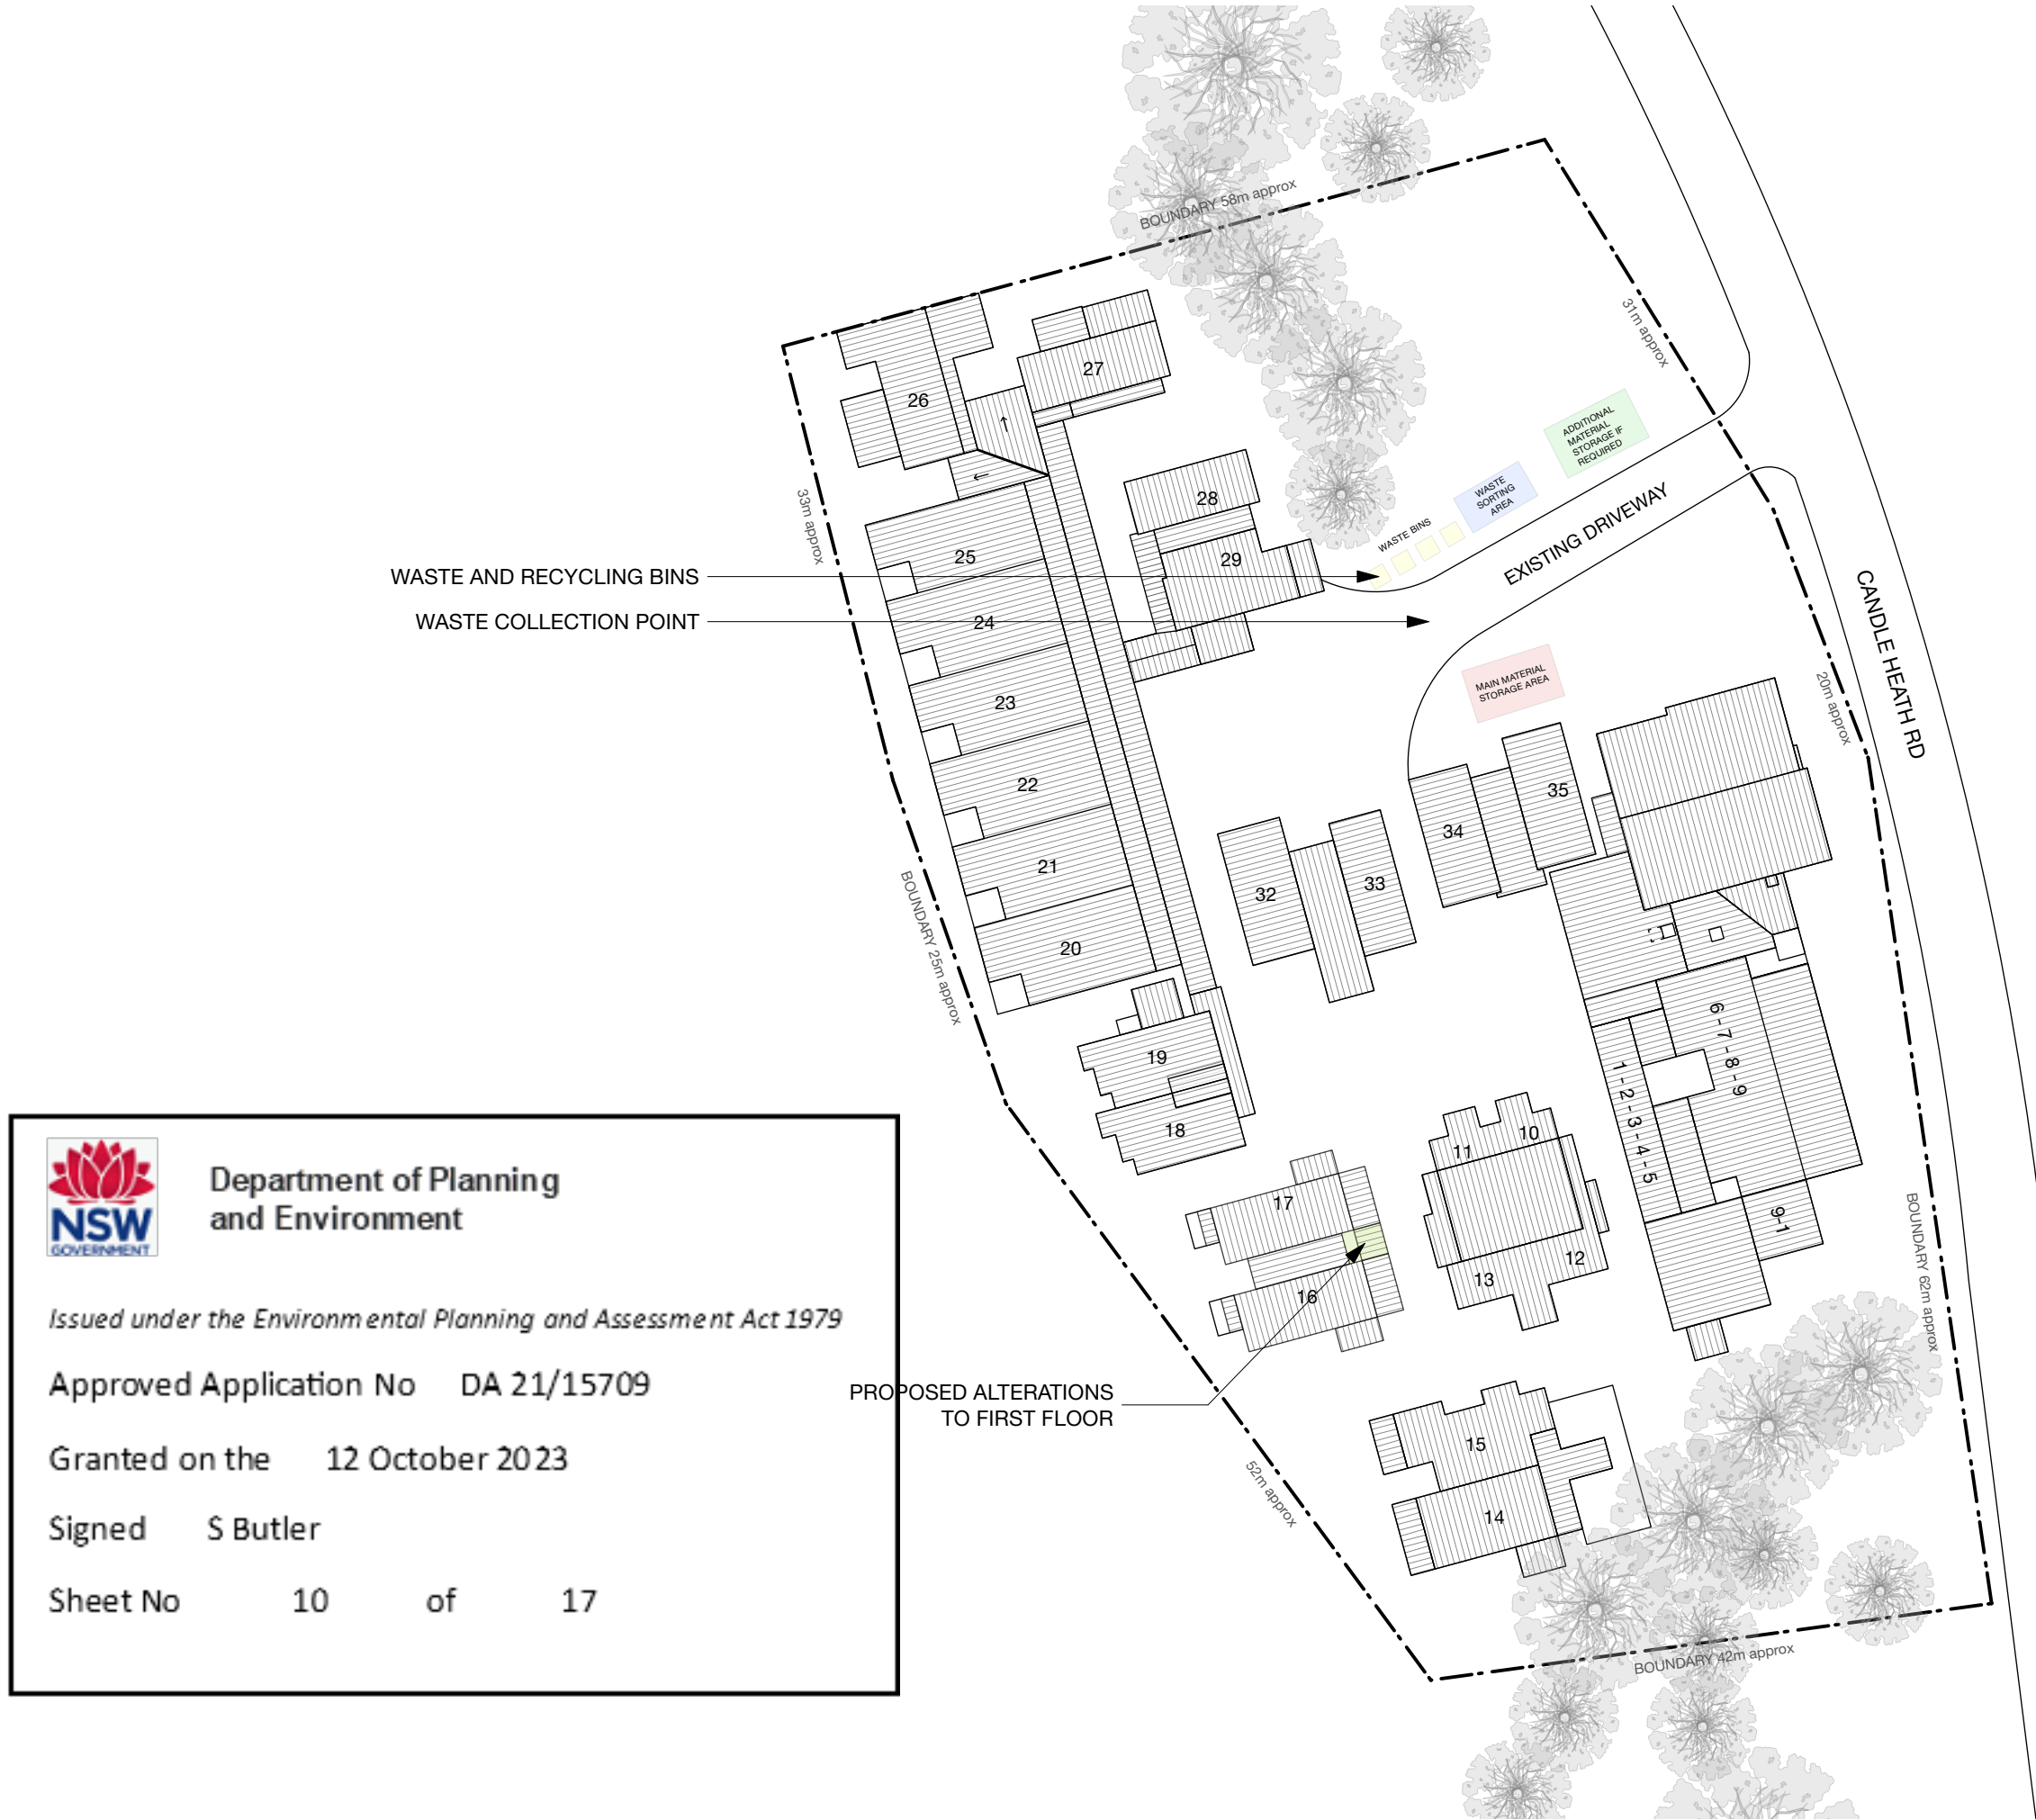 BOUNDARY 58m approx
31m approx
27
26
↑
←
ADDITIONAL
MATERIAL
STORAGE IF
REQUIRED
33m approx
28
WASTE
SORTING
AREA
WASTE BINS
EXISTING DRIVEWAY
25
29
WASTE AND RECYCLING BINS
WASTE COLLECTION POINT
24
CANDLE HEATH RD
MAIN MATERIAL
STORAGE AREA
20m approx
23
22
35
34
21
33
32
BOUNDARY 25m approx
20
19
18
6 - 7 - 8 - 9
1 - 2 - 3 - 4 - 5
11
10
17
9-1
12
13
16
BOUNDARY 62m approx
PROPOSED ALTERATIONS
TO FIRST FLOOR
15
14
52m approx
BOUNDARY 42m approx
NSW
GOVERNMENT
Department of Planning
and Environment
Issued under the Environmental Planning and Assessment Act 1979
Approved Application No DA 21/15709
Granted on the 12 October 2023
Signed S Butler
Sheet No 10 of 17